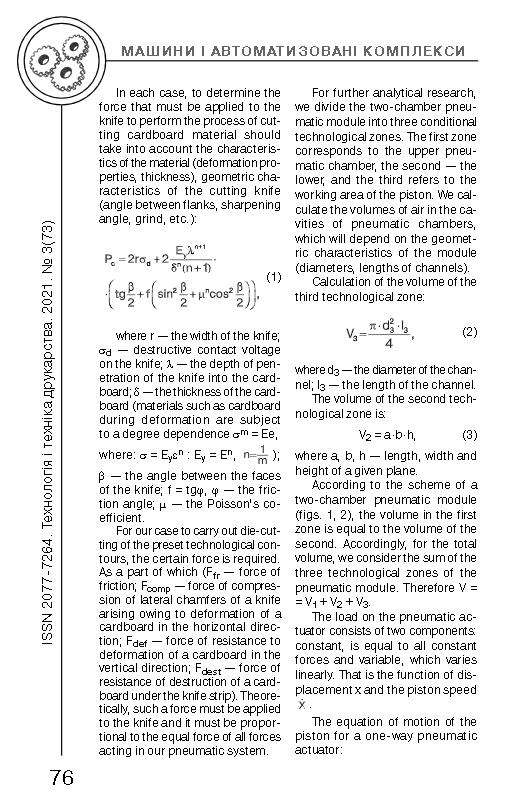 МАШИНИ І АВТОМАТИЗОВАНІ КОМПЛЕКСИ
In each case, to determine the
force that must be applied to the
knife to perform the process of cut-
ting cardboard material should
take into account the characteris-
tics of the material (deformation pro-
perties, thickness), geometric cha-
racteristics of the cutting knife
(angle between flanks, sharpening
angle, grind, etc.):
P_c = 2rσ_d + 2 E_yλ^(n+1) / δ^n(n+1) ·
· (tg β/2 + f(sin² β/2 + μ^n cos² β/2)), (1)
where r — the width of the knife;
σd — destructive contact voltage
on the knife; λ — the depth of pen-
etration of the knife into the card-
board; δ — the thickness of the card-
board (materials such as cardboard
during deformation are subject
to a degree dependence σ^m = Ee,
where: σ = E_yε^n : E_y = E^n, n=1/m );
β — the angle between the faces
of the knife; f = tgφ, φ — the fric-
tion angle; μ — the Poisson's co-
efficient.
For our case to carry out die-cut-
ting of the preset technological con-
tours, the certain force is required.
As a part of which (Ffr — force of
friction; Fcomp — force of compres-
sion of lateral chamfers of a knife
arising owing to deformation of a
cardboard in the horizontal direc-
tion; Fdef — force of resistance to
deformation of a cardboard in the
vertical direction; Fdest — force of
resistance of destruction of a card-
board under the knife strip). Theore-
tically, such a force must be applied
to the knife and it must be propor-
tional to the equal force of all forces
acting in our pneumatic system.
For further analytical research,
we divide the two-chamber pneu-
matic module into three conditional
technological zones. The first zone
corresponds to the upper pneu-
matic chamber, the second — the
lower, and the third refers to the
working area of the piston. We cal-
culate the volumes of air in the ca-
vities of pneumatic chambers,
which will depend on the geomet-
ric characteristics of the module
(diameters, lengths of channels).
Calculation of the volume of the
third technological zone:
V₃ = π·d₃²·l₃ / 4, (2)
where d₃ — the diameter of the chan-
nel; l₃ — the length of the channel.
The volume of the second tech-
nological zone is:
V₂ = a·b·h, (3)
where a, b, h — length, width and
height of a given plane.
According to the scheme of a
two-chamber pneumatic module
(figs. 1, 2), the volume in the first
zone is equal to the volume of the
second. Accordingly, for the total
volume, we consider the sum of the
three technological zones of the
pneumatic module. Therefore V =
= V₁ + V₂ + V₃.
The load on the pneumatic ac-
tuator consists of two components:
constant, is equal to all constant
forces and variable, which varies
linearly. That is the function of dis-
placement x and the piston speed
ẋ .
The equation of motion of the
piston for a one-way pneumatic
actuator:
ISSN 2077-7264. Технологія і техніка друкарства. 2021. № 3(73)
76